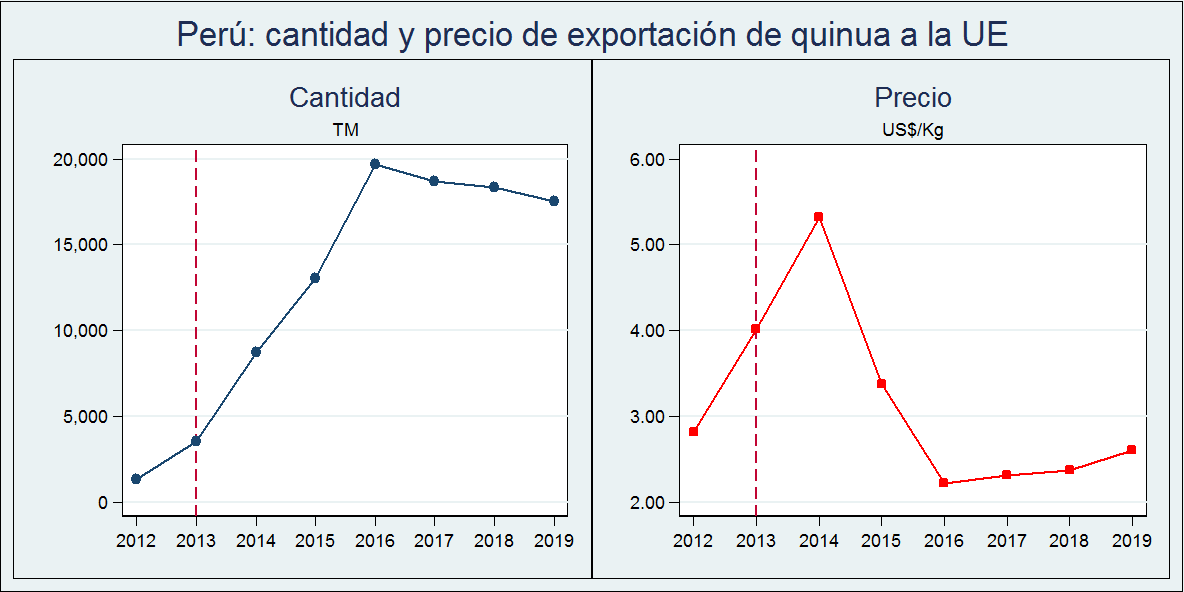 Perú: cantidad y precio de exportación de quinua a la UE
Cantidad
TM
20,000
15,000
10,000
5,000
0
2012 2013 2014 2015 2016 2017 2018 2019
Precio
US$/Kg
6.00
5.00
4.00
3.00
2.00
2012 2013 2014 2015 2016 2017 2018 2019